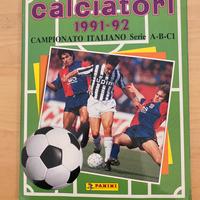 calciatori
1991-92
CAMPIONATO ITALIANO Serie A-B-C1
PANINI